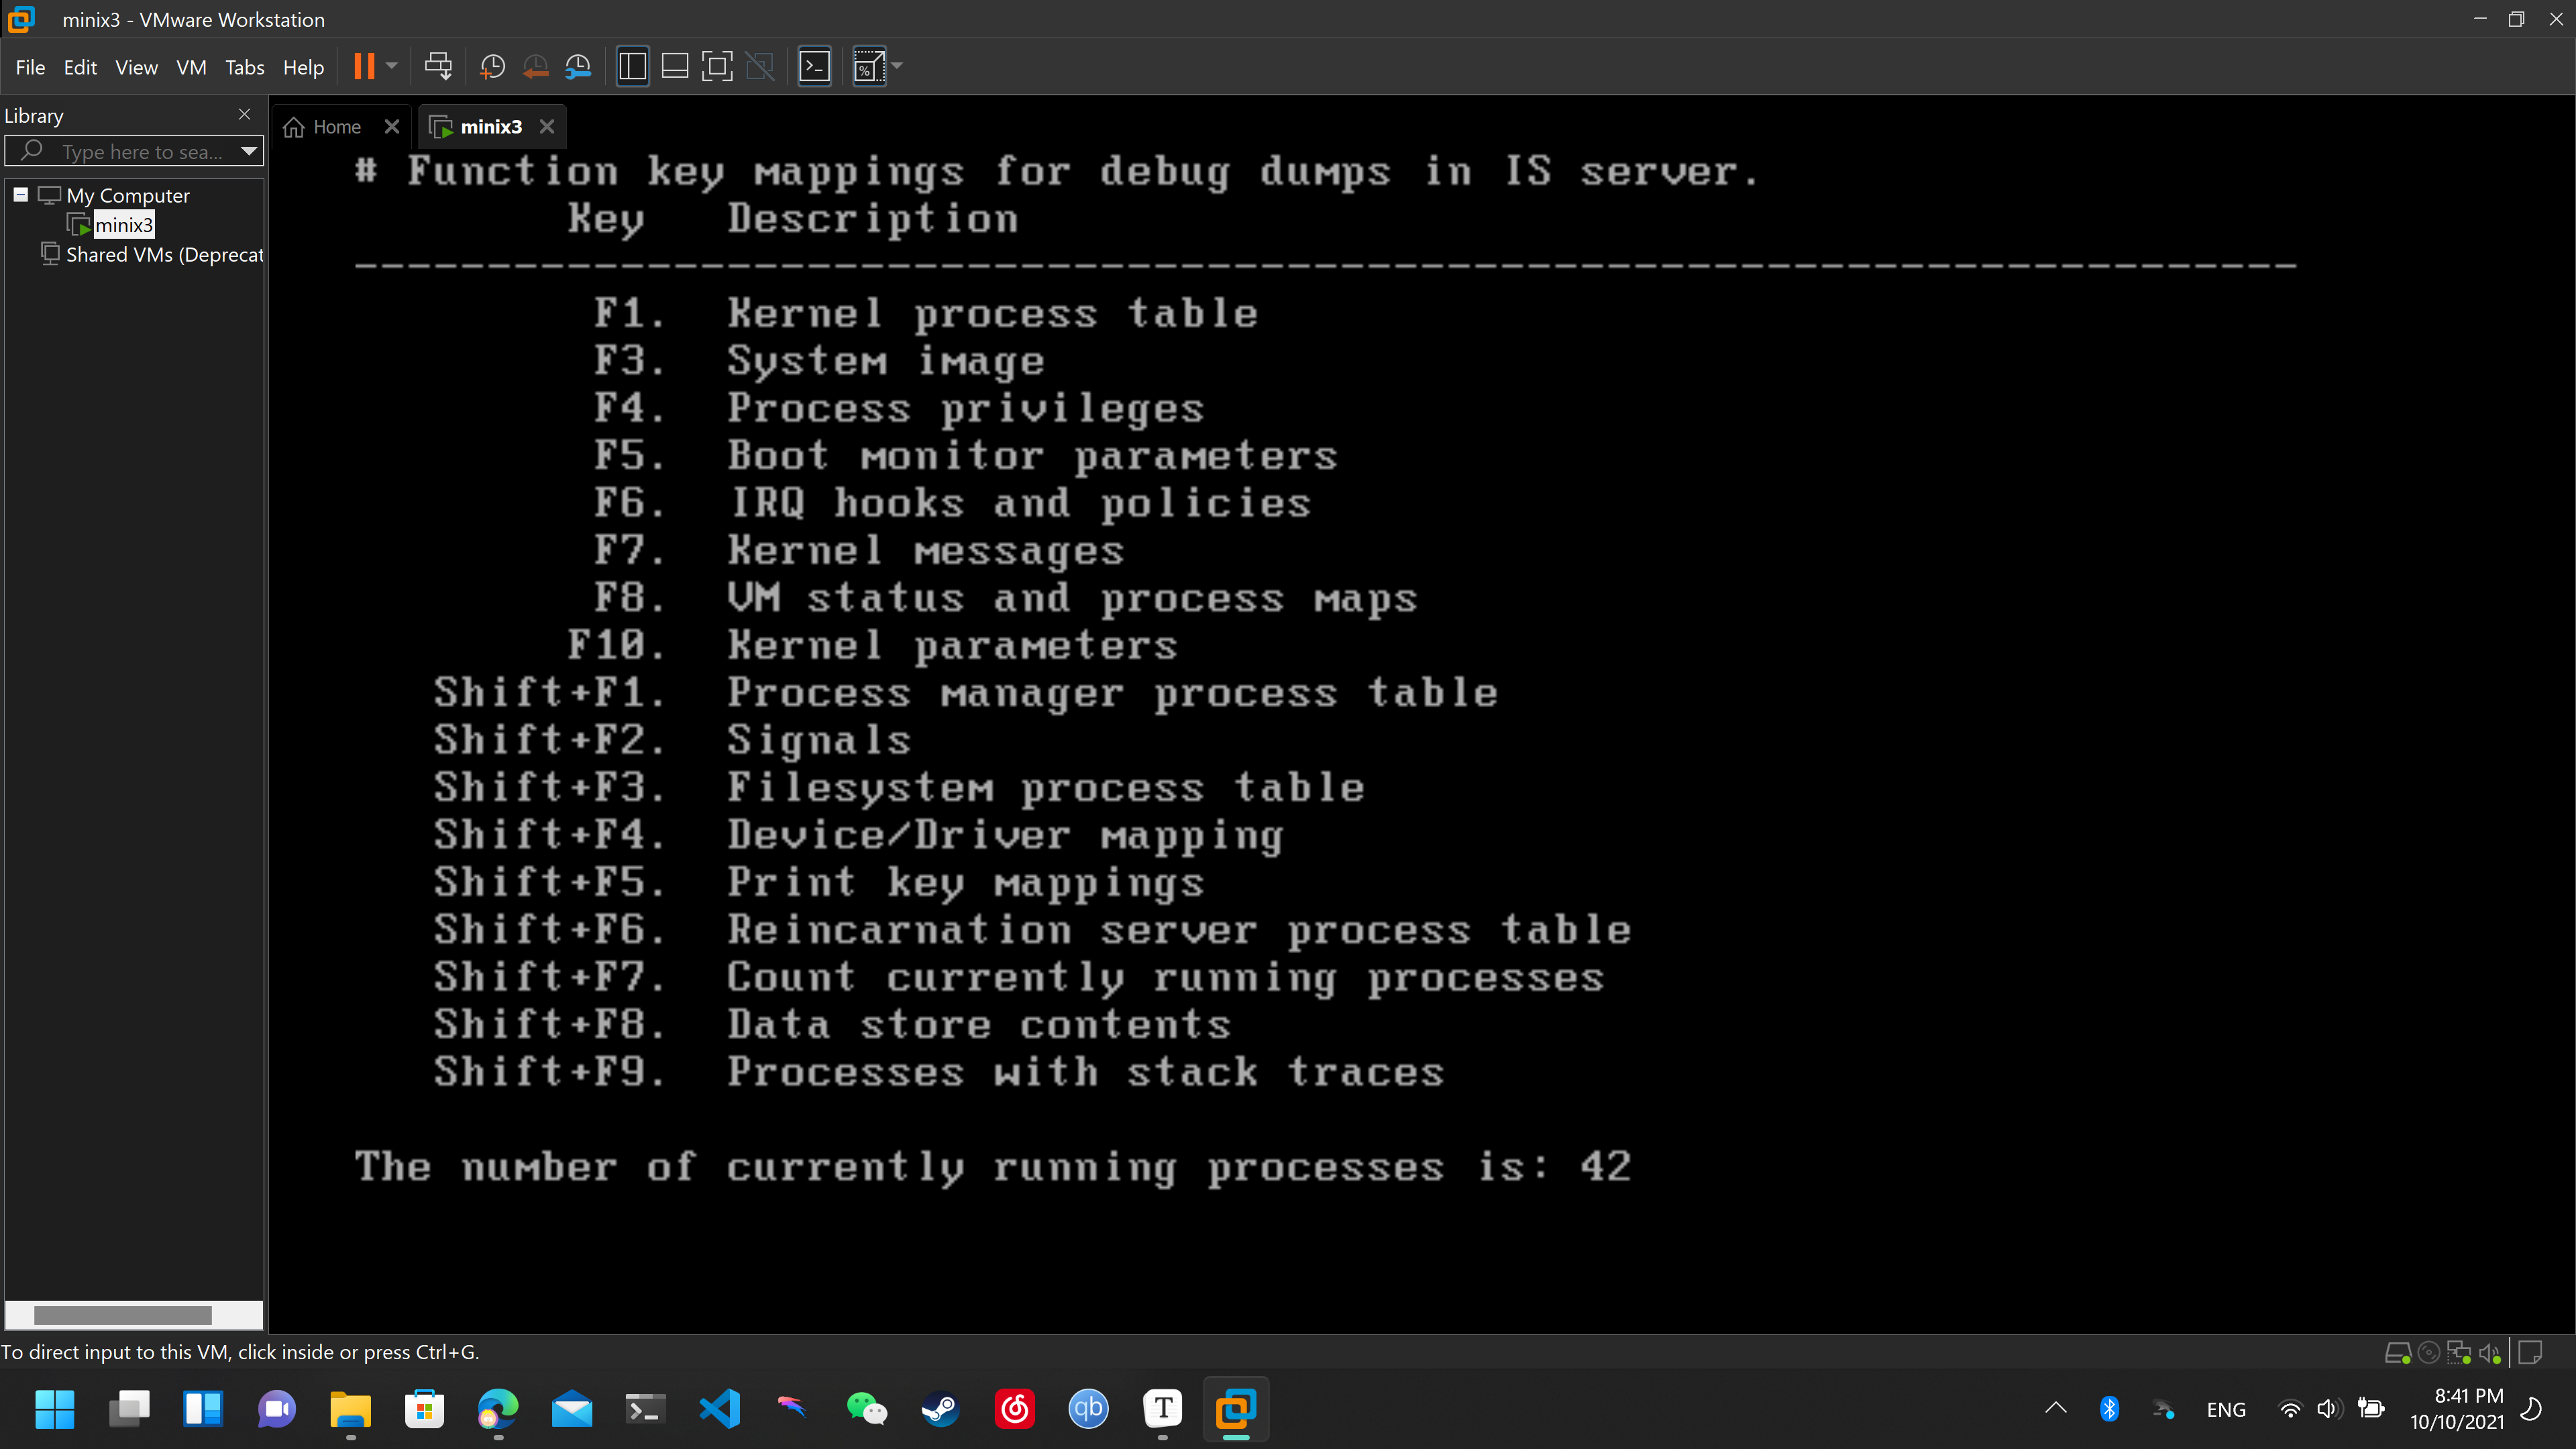 minix3 - VMware Workstation
File Edit View VM Tabs Help
Library
Type here to sea...
My Computer
minix3
Shared VMs (Deprecat
Home
minix3
# Function key mappings for debug dumps in IS server.
Key Description
-------------------------------------------------------------------------
F1. Kernel process table
F3. System image
F4. Process privileges
F5. Boot monitor parameters
F6. IRQ hooks and policies
F7. Kernel messages
F8. VM status and process maps
F10. Kernel parameters
Shift+F1. Process manager process table
Shift+F2. Signals
Shift+F3. Filesystem process table
Shift+F4. Device/Driver mapping
Shift+F5. Print key mappings
Shift+F6. Reincarnation server process table
Shift+F7. Count currently running processes
Shift+F8. Data store contents
Shift+F9. Processes with stack traces
The number of currently running processes is: 42
To direct input to this VM, click inside or press Ctrl+G.
qb
T
ENG
8:41 PM
10/10/2021